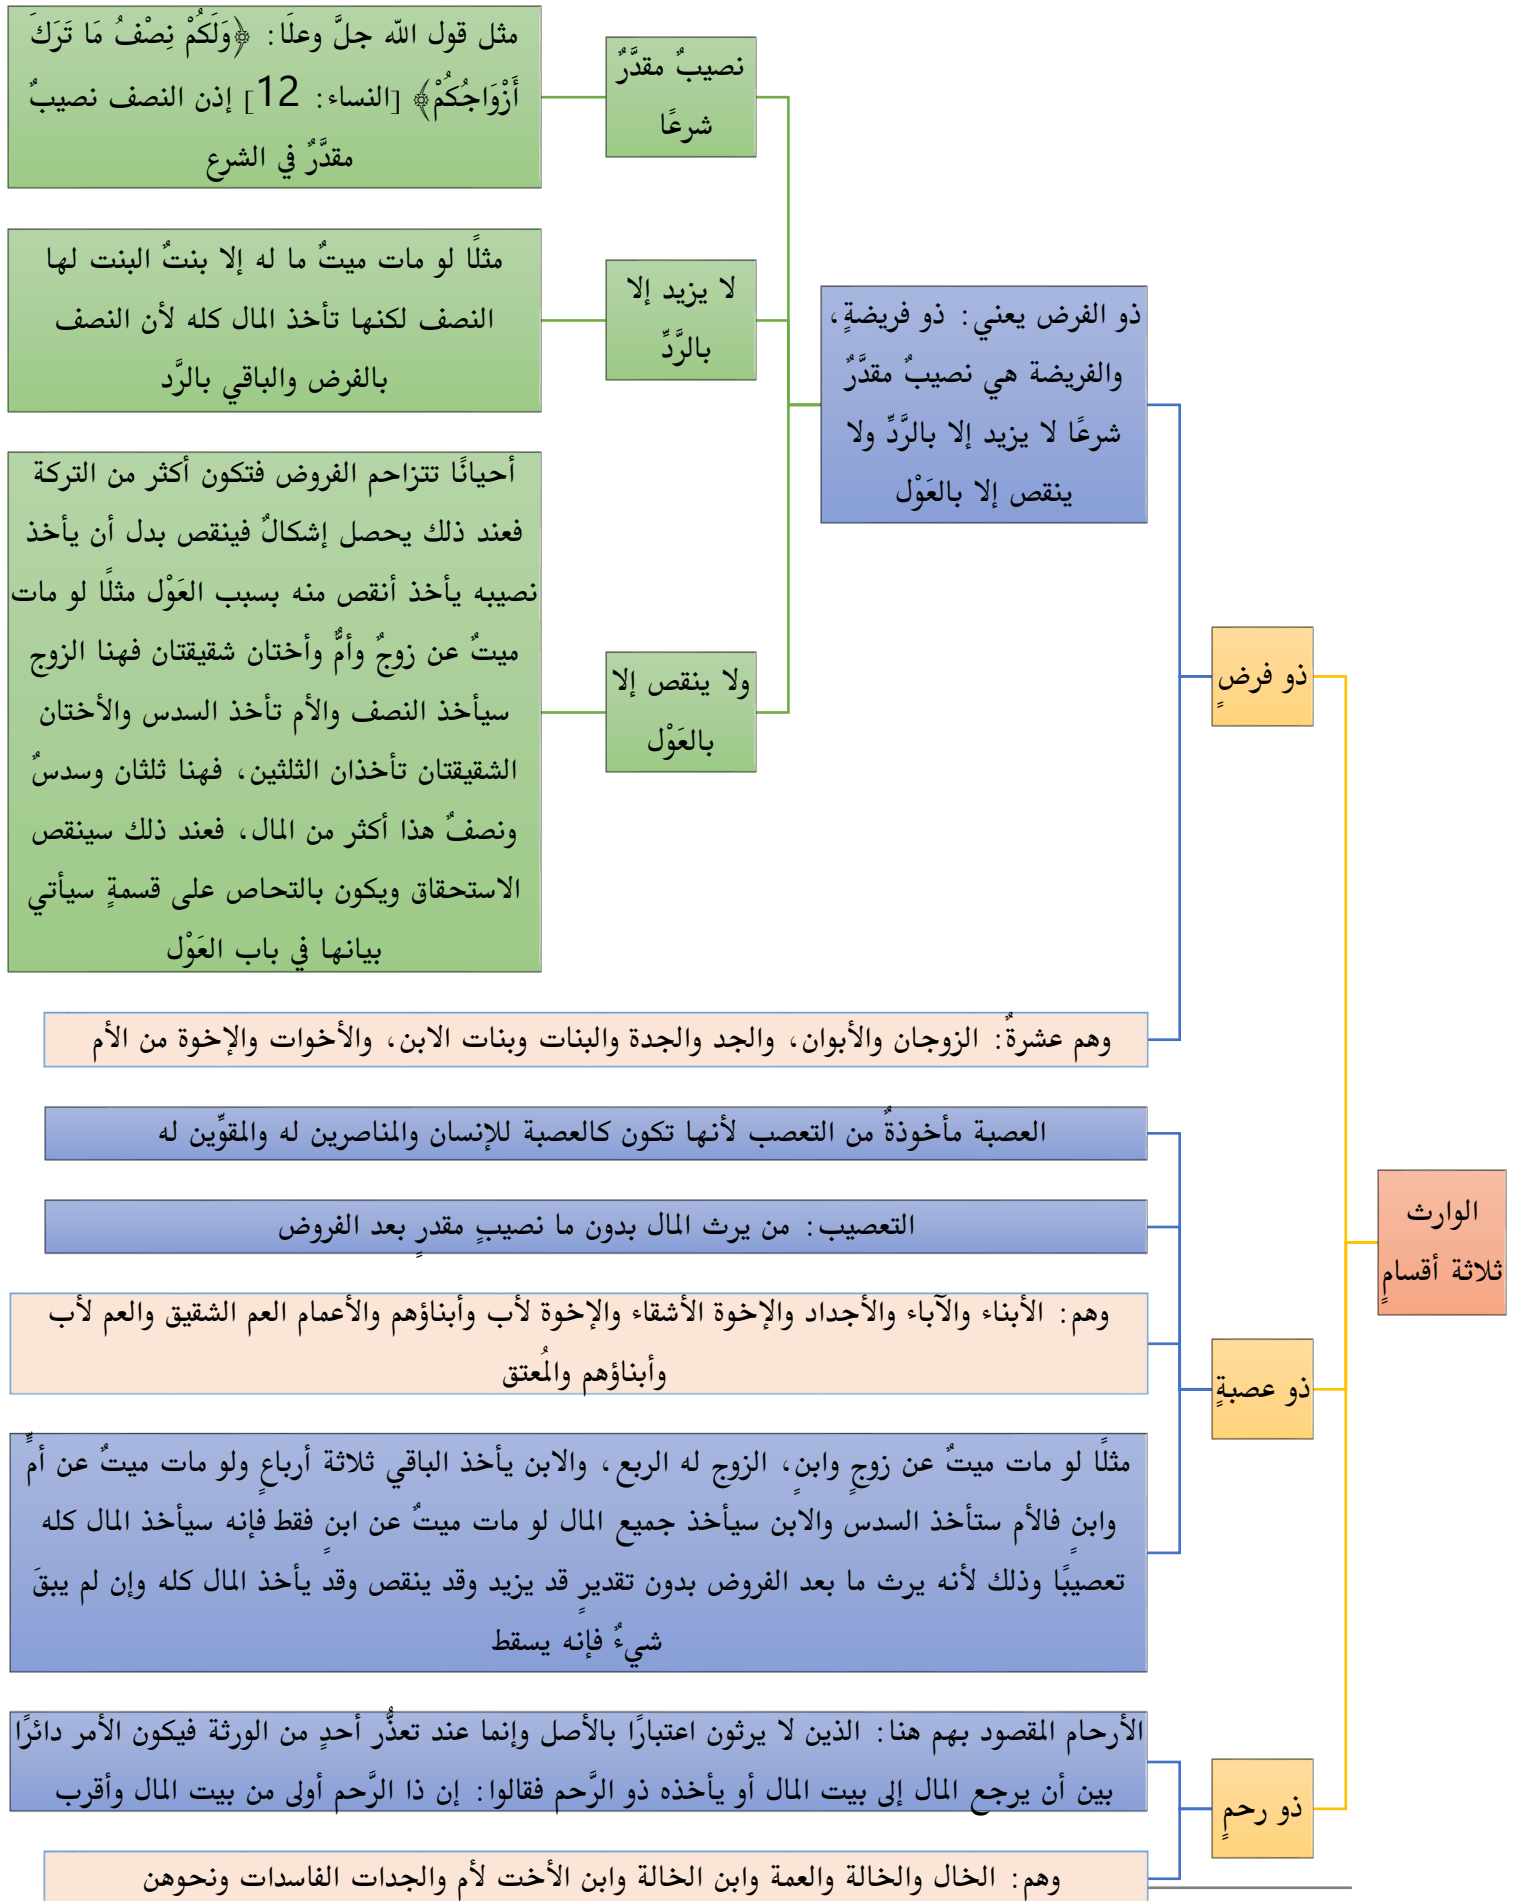 الوارث
ثلاثة أقسامٍ
ذو فرضٍ
ذو الفرض يعني: ذو فريضةٍ،
والفريضة هي نصيبٌ مقدَّرٌ
شرعًا لا يزيد إلا بالرَّدِّ ولا
ينقص إلا بالعَوْل
نصيبٌ مقدَّرٌ
شرعًا
مثل قول الله جلَّ وعلَا: ﴿وَلَكُمْ نِصْفُ مَا تَرَكَ
أَزْوَاجُكُمْ﴾ [النساء: 12] إذن النصف نصيبٌ
مقدَّرٌ في الشرع
لا يزيد إلا
بالرَّدِّ
مثلًا لو مات ميتٌ ما له إلا بنتٌ البنت لها
النصف لكنها تأخذ المال كله لأن النصف
بالفرض والباقي بالرَّد
ولا ينقص إلا
بالعَوْل
أحيانًا تتزاحم الفروض فتكون أكثر من التركة
فعند ذلك يحصل إشكالٌ فينقص بدل أن يأخذ
نصيبه يأخذ أنقص منه بسبب العَوْل مثلًا لو مات
ميتٌ عن زوجٌ وأمٌّ وأختان شقيقتان فهنا الزوج
سيأخذ النصف والأم تأخذ السدس والأختان
الشقيقتان تأخذان الثلثين، فهنا ثلثان وسدسٌ
ونصفٌ هذا أكثر من المال، فعند ذلك سينقص
الاستحقاق ويكون بالتحاص على قسمةٍ سيأتي
بيانها في باب العَوْل
وهم عشرةٌ: الزوجان والأبوان، والجد والجدة والبنات وبنات الابن، والأخوات والإخوة من الأم
ذو عصبةٍ
العصبة مأخوذةٌ من التعصب لأنها تكون كالعصبة للإنسان والمناصرين له والمقوِّين له
التعصيب: من يرث المال بدون ما نصيبٍ مقدرٍ بعد الفروض
وهم: الأبناء والآباء والأجداد والإخوة الأشقاء والإخوة لأب وأبناؤهم والأعمام العم الشقيق والعم لأب
وأبناؤهم والمُعتق
مثلًا لو مات ميتٌ عن زوجٍ وابنٍ، الزوج له الربع، والابن يأخذ الباقي ثلاثة أرباعٍ ولو مات ميتٌ عن أمٍّ
وابنٍ فالأم ستأخذ السدس والابن سيأخذ جميع المال لو مات ميتٌ عن ابنٍ فقط فإنه سيأخذ المال كله
تعصيبًا وذلك لأنه يرث ما بعد الفروض بدون تقديرٍ قد يزيد وقد ينقص وقد يأخذ المال كله وإن لم يبقَ
شيءٌ فإنه يسقط
ذو رحمٍ
الأرحام المقصود بهم هنا: الذين لا يرثون اعتبارًا بالأصل وإنما عند تعذُّر أحدٍ من الورثة فيكون الأمر دائرًا
بين أن يرجع المال إلى بيت المال أو يأخذه ذو الرَّحم فقالوا: إن ذا الرَّحم أولى من بيت المال وأقرب
وهم: الخال والخالة والعمة وابن الخالة وابن الأخت لأم والجدات الفاسدات ونحوهن